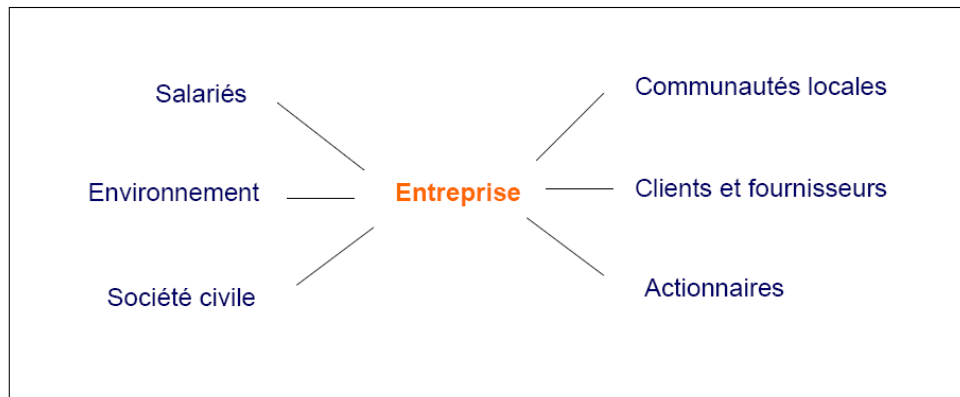 Salariés
Communautés locales
Environnement
Entreprise
Clients et fournisseurs
Société civile
Actionnaires